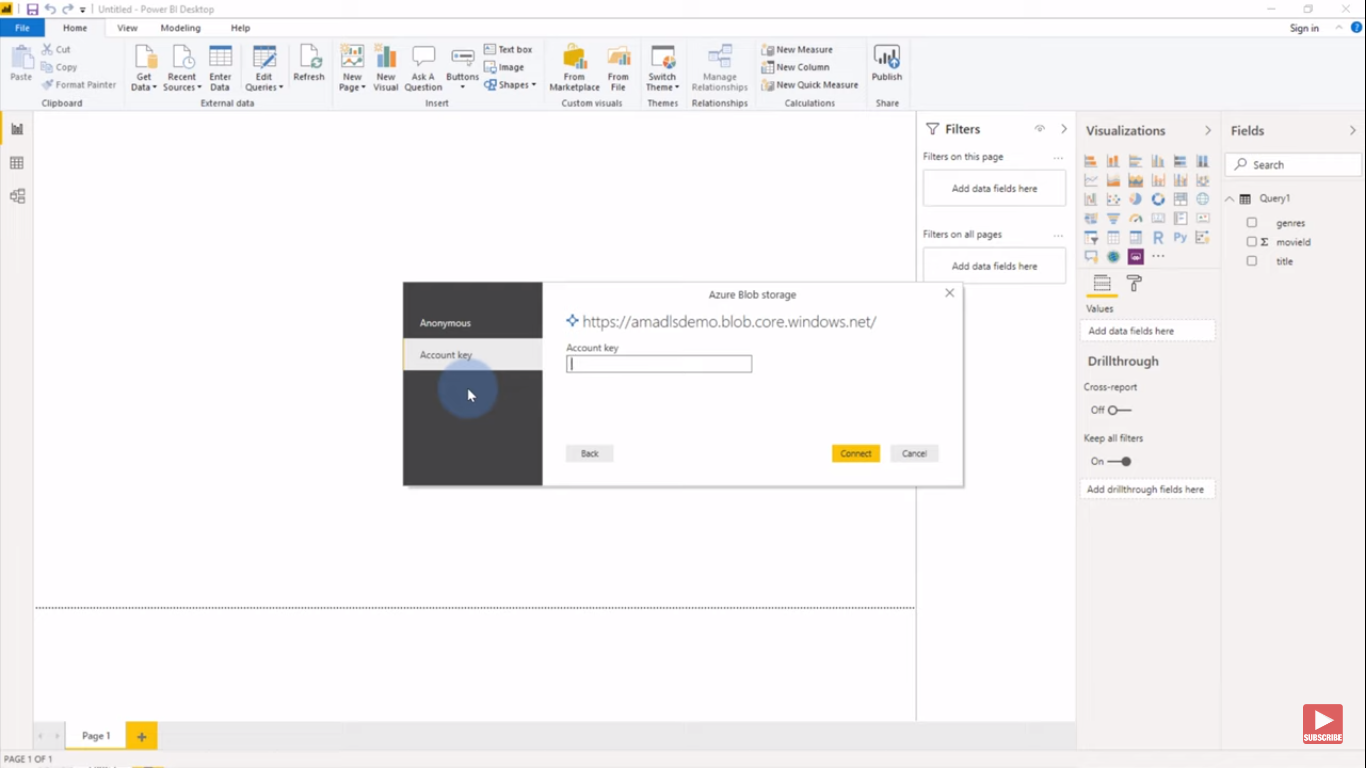 Untitled - Power BI Desktop
File
Home
View
Modeling
Help
Sign in
Paste
Cut
Copy
Format Painter
Clipboard
Get
Data
Recent
Sources
Enter
Data
Edit
Queries
Refresh
External data
New
Page
New
Visual
Ask A
Question
Buttons
Text box
Image
Shapes
Insert
From
Marketplace
From
File
Custom visuals
Switch
Theme
Themes
Manage
Relationships
Relationships
New Measure
New Column
New Quick Measure
Calculations
Publish
Share
Filters
Filters on this page
...
Add data fields here
Filters on all pages
...
Add data fields here
Visualizations
R
Py
...
Values
Add data fields here
Drillthrough
Cross-report
Off
Keep all filters
On
Add drillthrough fields here
Fields
Search
Query1
genres
Σ movieId
title
Azure Blob storage
Anonymous
Account key
https://amadlsdemo.blob.core.windows.net/
Account key
Back
Connect
Cancel
Page 1
PAGE 1 OF 1
SUBSCRIBE